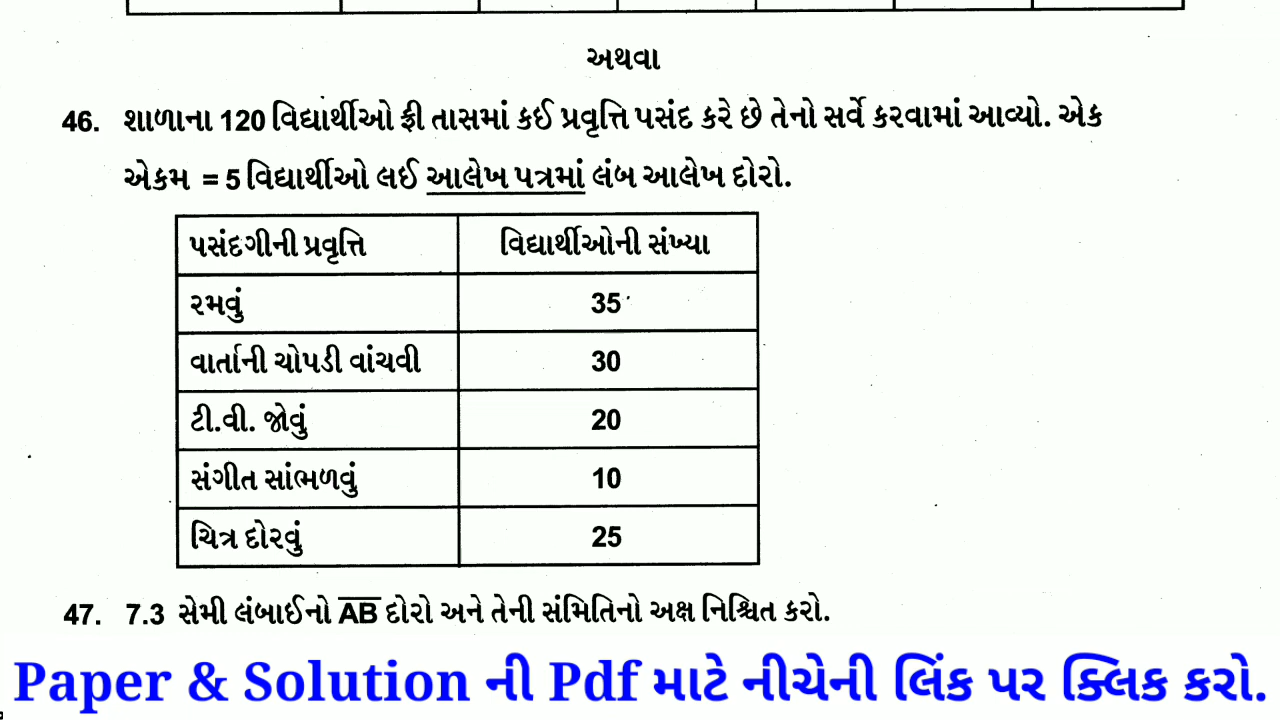 અથવા
46. શાળાના 120 વિદ્યાર્થીઓ ફ્રી તાસમાં કઈ પ્રવૃત્તિ પસંદ કરે છે તેનો સર્વે કરવામાં આવ્યો. એક
એકમ = 5 વિદ્યાર્થીઓ લઈ આલેખ પત્રમાં લંબ આલેખ દોરો.
પસંદગીની પ્રવૃત્તિ વિદ્યાર્થીઓની સંખ્યા
રમવું 35
વાર્તાની ચોપડી વાંચવી 30
ટી.વી. જોવું 20
સંગીત સાંભળવું 10
ચિત્ર દોરવું 25
47. 7.3 સેમી લંબાઈનો A̅B̅ દોરો અને તેની સંમિતિનો અક્ષ નિશ્ચિત કરો.
Paper & Solution ની Pdf માટે નીચેની લિંક પર ક્લિક કરો.